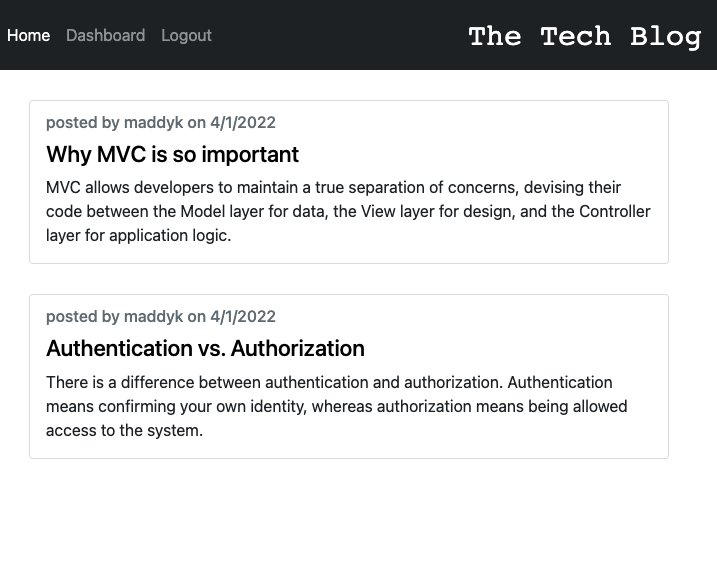 Home Dashboard Logout The Tech Blog
posted by maddyk on 4/1/2022
Why MVC is so important
MVC allows developers to maintain a true separation of concerns, devising their
code between the Model layer for data, the View layer for design, and the Controller
layer for application logic.
posted by maddyk on 4/1/2022
Authentication vs. Authorization
There is a difference between authentication and authorization. Authentication
means confirming your own identity, whereas authorization means being allowed
access to the system.